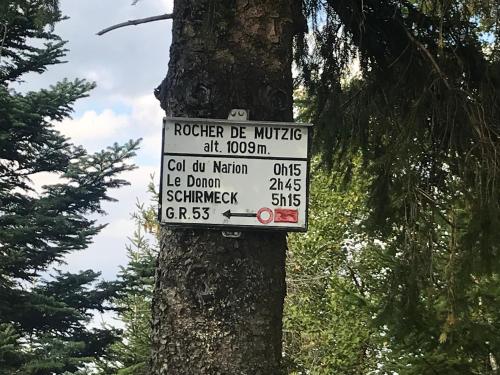 ROCHER DE MUTZIG
alt. 1009m.
Col du Narion 0h15
Le Donon 2h45
SCHIRMECK 5h15
G.R.53